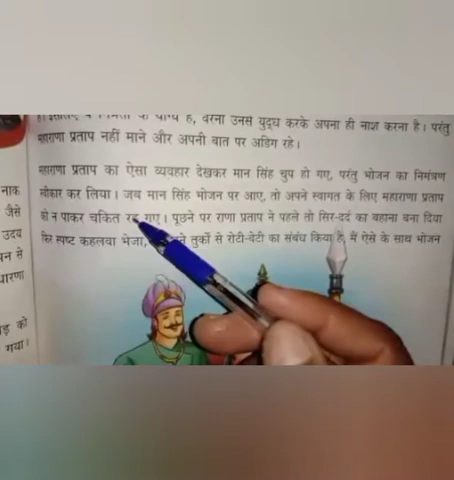 है, वरना उनसे युद्ध करके अपना ही नाश करना है। परंतु
महाराणा प्रताप नहीं माने और अपनी बात पर अडिग रहे।
महाराणा प्रताप का ऐसा व्यवहार देखकर मान सिंह चुप हो गए, परंतु भोजन का निमंत्रण
स्वीकार कर लिया। जब मान सिंह भोजन पर आए, तो अपने स्वागत के लिए महाराणा प्रताप
को न पाकर चकित रह गए। पूछने पर राणा प्रताप ने पहले तो सिर-दर्द का बहाना बना दिया
फिर स्पष्ट कहलवा भेजा, तुर्कों से रोटी-बेटी का संबंध किया है, मैं ऐसे के साथ भोजन
नाक
जैसे
उदय
धारणा
को
गया।